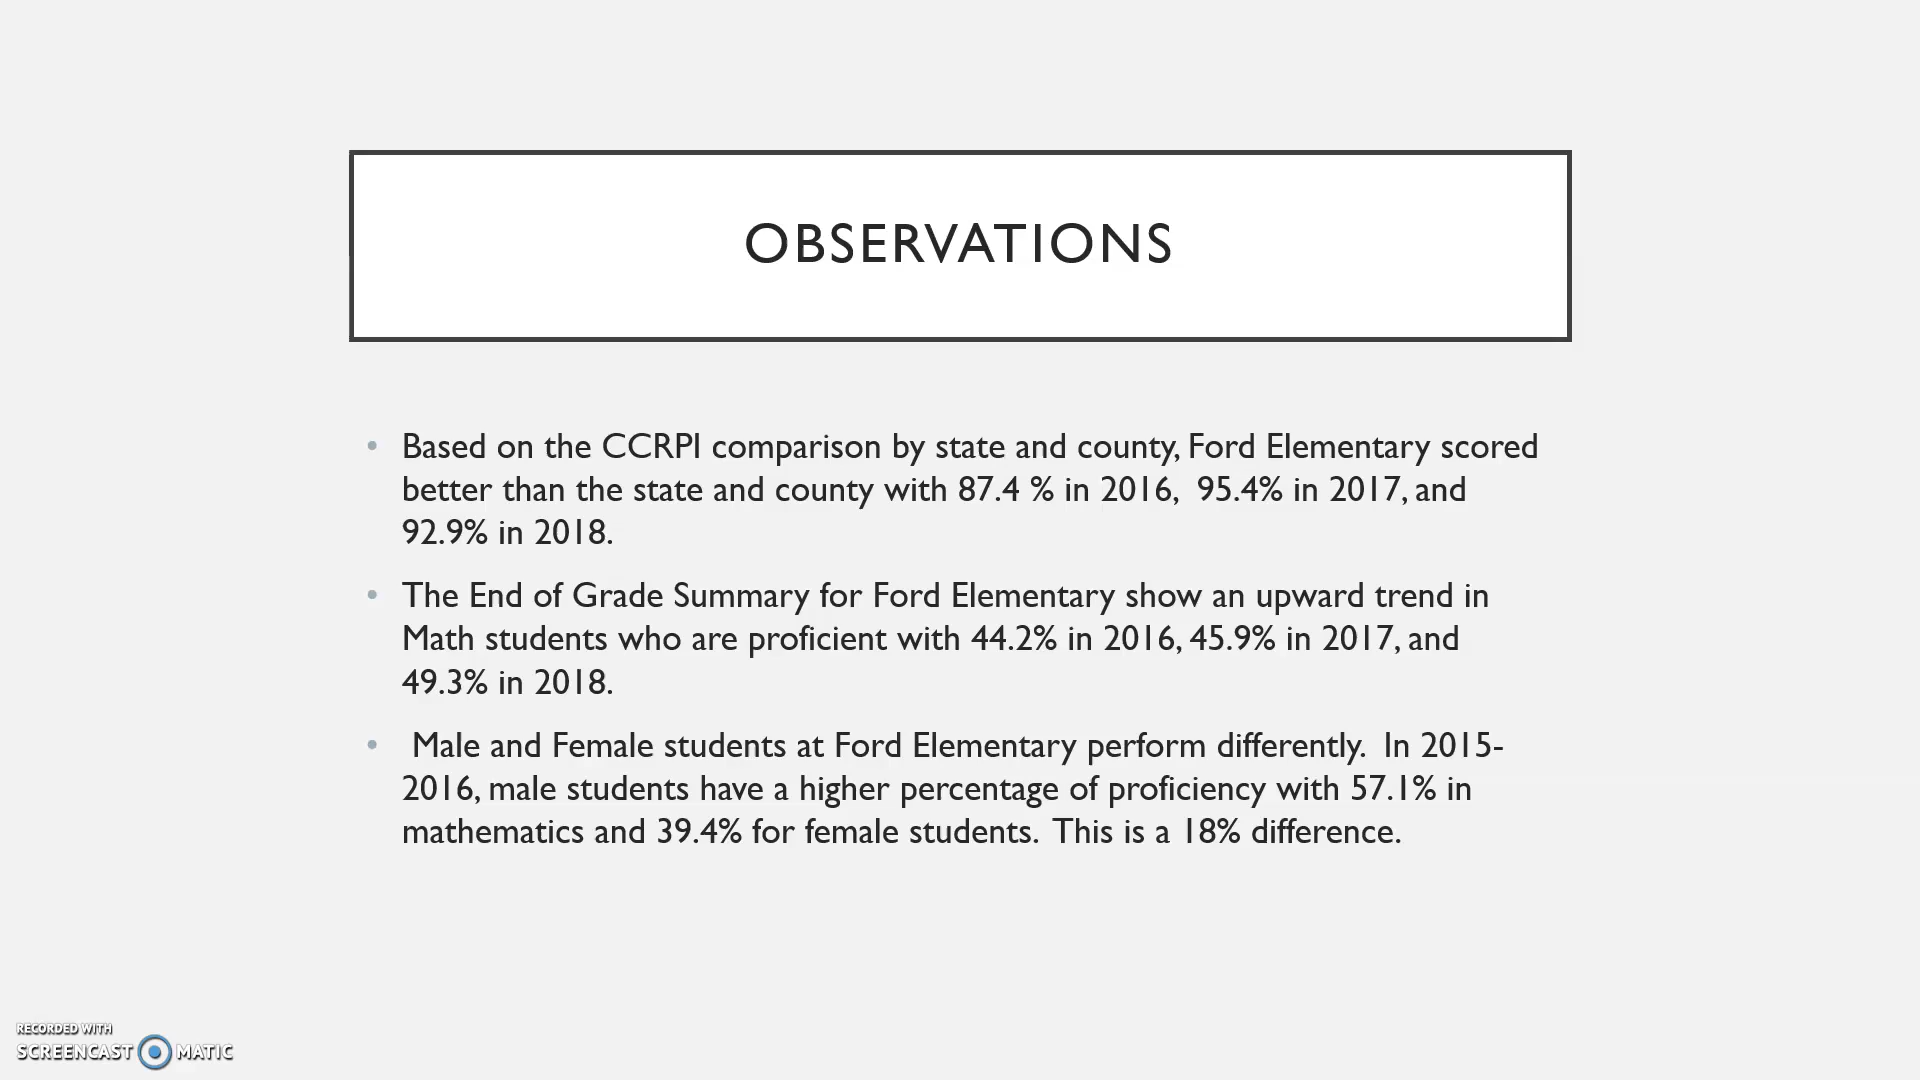 OBSERVATIONS
• Based on the CCRPI comparison by state and county, Ford Elementary scored
better than the state and county with 87.4 % in 2016,  95.4% in 2017, and
92.9% in 2018.
• The End of Grade Summary for Ford Elementary show an upward trend in
Math students who are proficient with 44.2% in 2016, 45.9% in 2017, and
49.3% in 2018.
•  Male and Female students at Ford Elementary perform differently.  In 2015-
2016, male students have a higher percentage of proficiency with 57.1% in
mathematics and 39.4% for female students.  This is a 18% difference.
RECORDED WITH
SCREENCAST MATIC